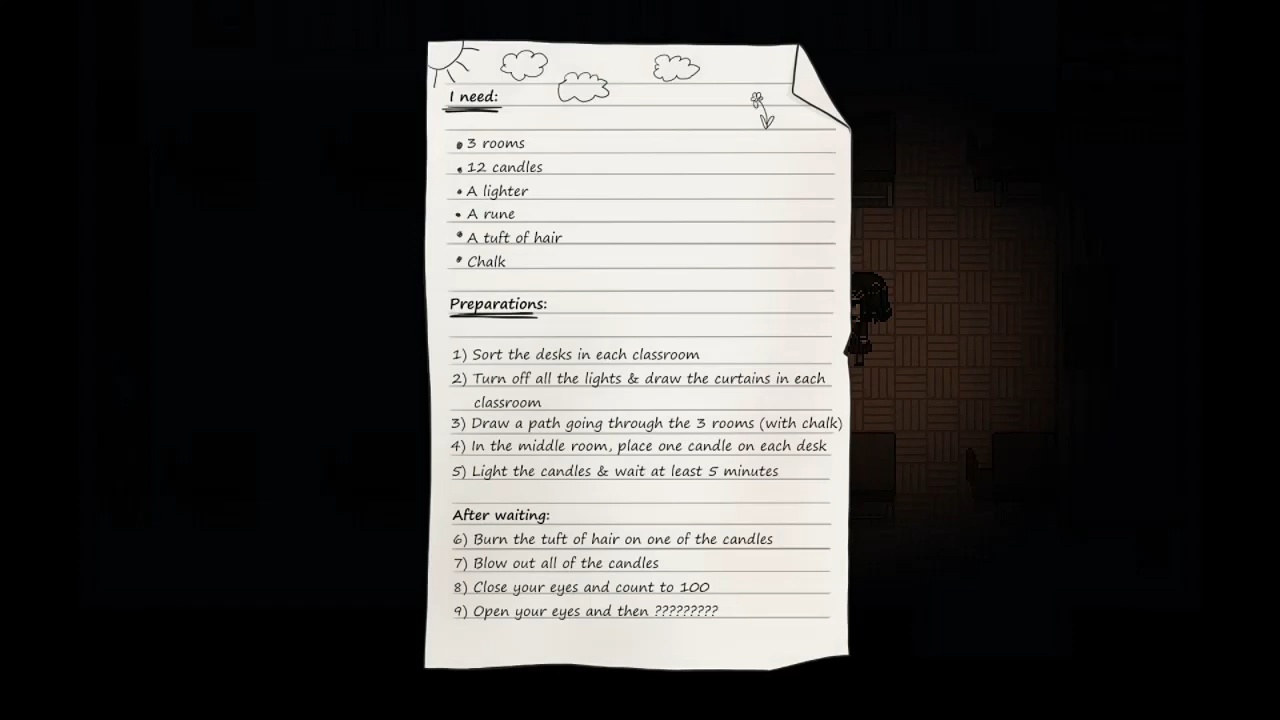 I need:
• 3 rooms
• 12 candles
• A lighter
• A rune
• A tuft of hair
• Chalk
Preparations:
1) Sort the desks in each classroom
2) Turn off all the lights & draw the curtains in each
classroom
3) Draw a path going through the 3 rooms (with chalk)
4) In the middle room, place one candle on each desk
5) Light the candles & wait at least 5 minutes
After waiting:
6) Burn the tuft of hair on one of the candles
7) Blow out all of the candles
8) Close your eyes and count to 100
9) Open your eyes and then ?????????